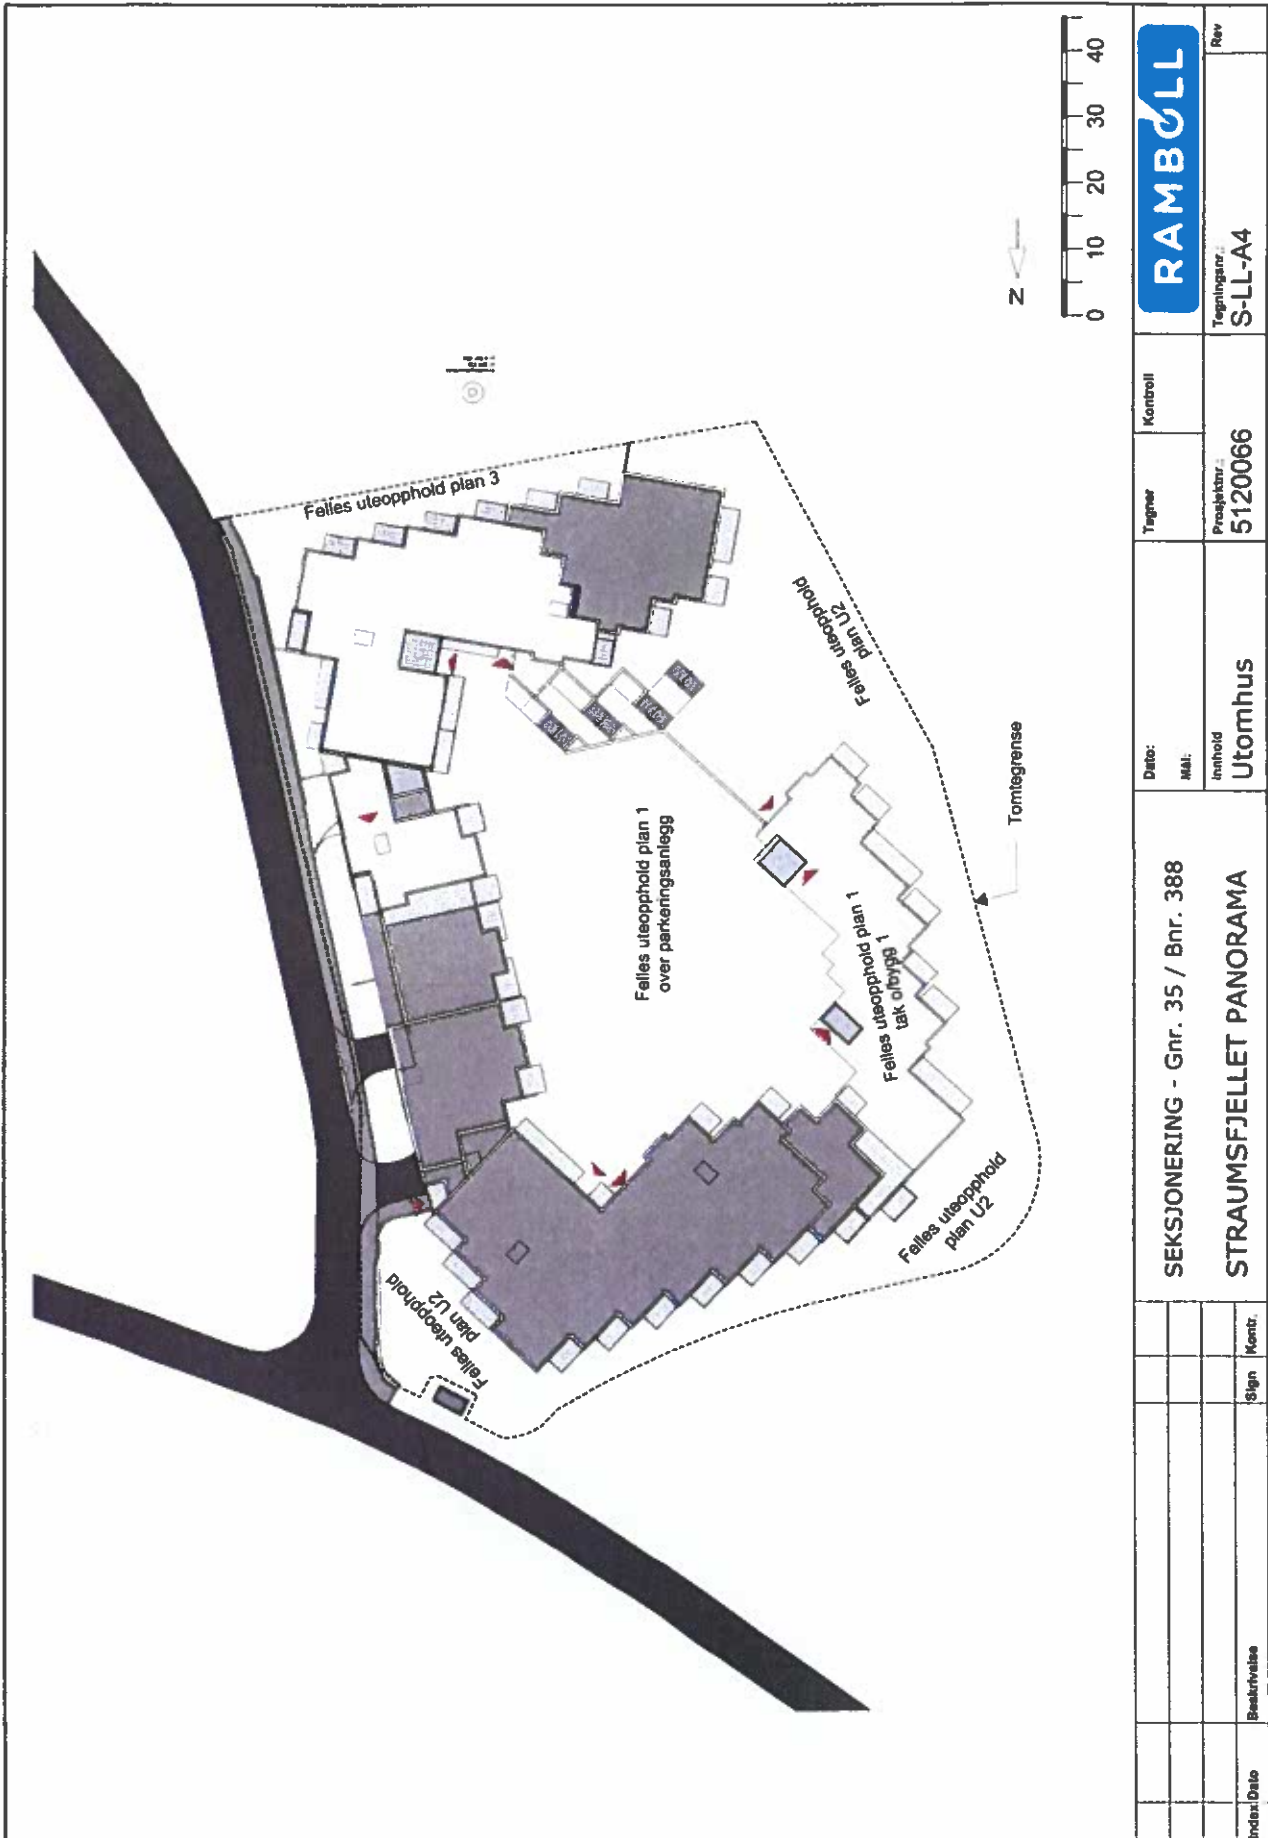 Felles uteopphold plan 3
Felles uteopphold
plan U2
Felles uteopphold plan 1
over parkeringsanlegg
Felles uteopphold plan 1
tak o/bygg 1
Felles uteopphold
plan U2
Felles uteopphold
plan U2
Tomtegrense
N
0 10 20 30 40
Index Dato Beskrivelse Sign Kontr.
SEKSJONERING - Gnr. 35 / Bnr. 388
STRAUMSFJELLET PANORAMA
Dato:
Mål:
Innhold
Utomhus
Tegner
Kontroll
Prosjektnr.:
5120066
RAMBOLL
Tegningsnr.:
S-LL-A4
Rev